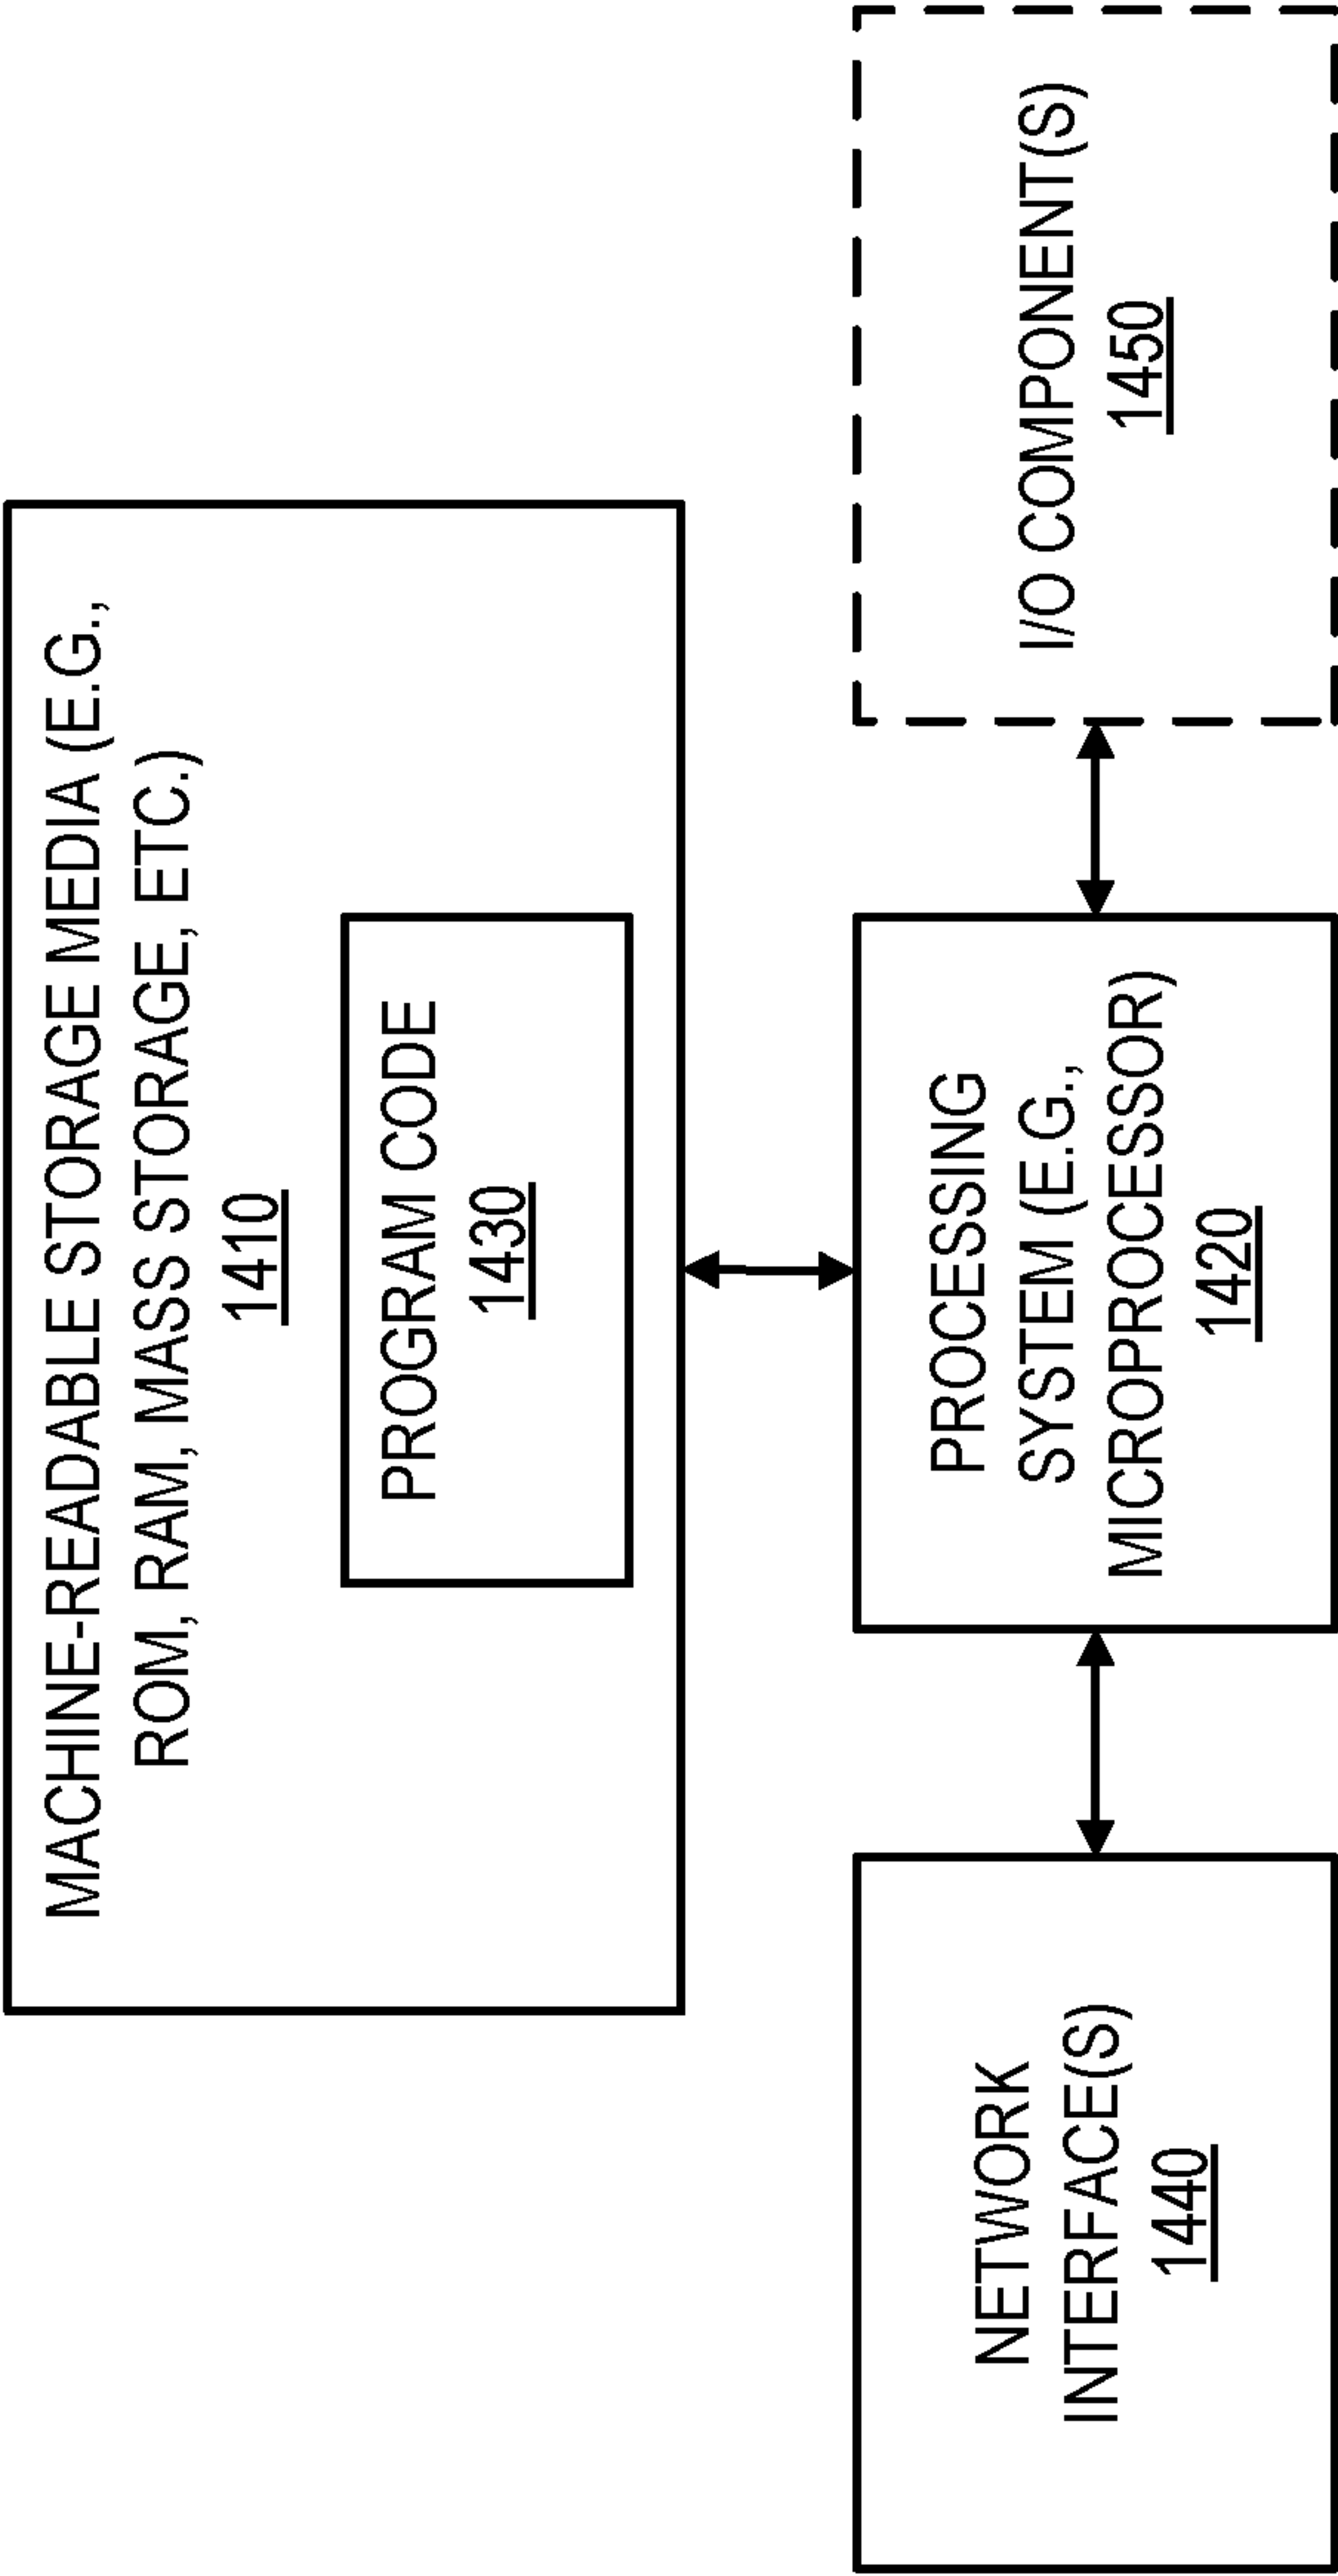 MACHINE-READABLE STORAGE MEDIA (E.G.,
ROM, RAM, MASS STORAGE, ETC.)
1410
PROGRAM CODE
1430
NETWORK
INTERFACE(S)
1440
PROCESSING
SYSTEM (E.G.,
MICROPROCESSOR)
1420
I/O COMPONENT(S)
1450